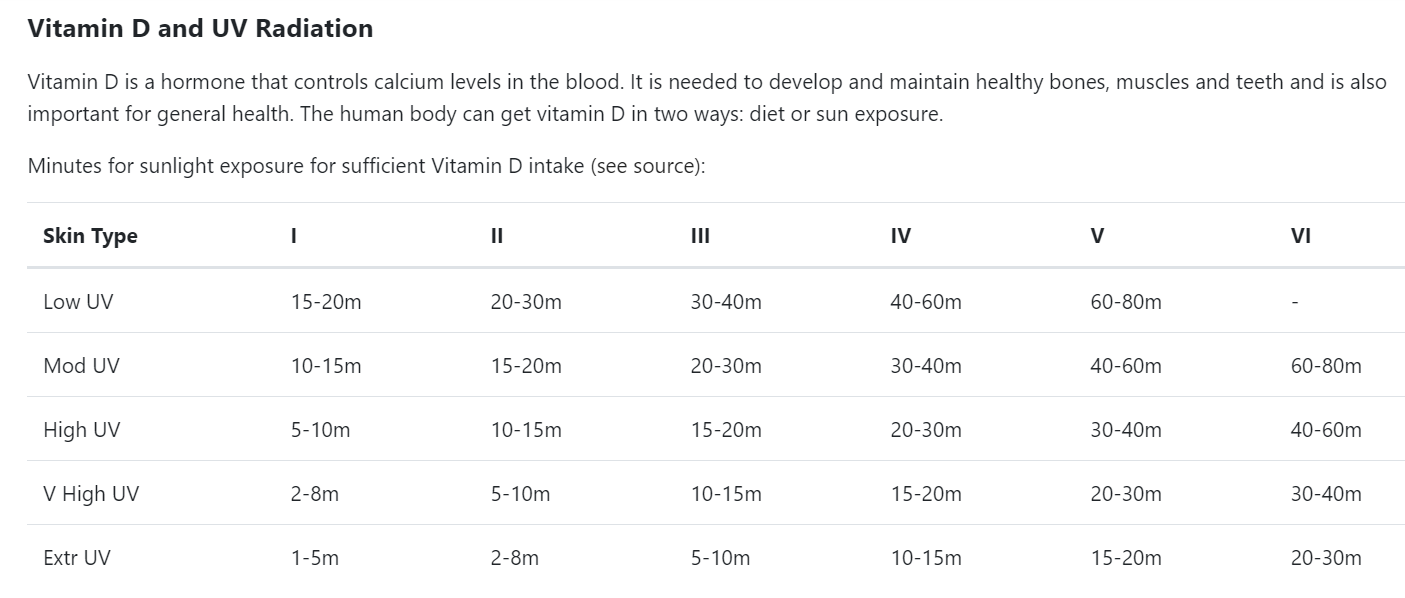 Vitamin D and UV Radiation
Vitamin D is a hormone that controls calcium levels in the blood. It is needed to develop and maintain healthy bones, muscles and teeth and is also
important for general health. The human body can get vitamin D in two ways: diet or sun exposure.
Minutes for sunlight exposure for sufficient Vitamin D intake (see source):
Skin Type I II III IV V VI
Low UV 15-20m 20-30m 30-40m 40-60m 60-80m -
Mod UV 10-15m 15-20m 20-30m 30-40m 40-60m 60-80m
High UV 5-10m 10-15m 15-20m 20-30m 30-40m 40-60m
V High UV 2-8m 5-10m 10-15m 15-20m 20-30m 30-40m
Extr UV 1-5m 2-8m 5-10m 10-15m 15-20m 20-30m